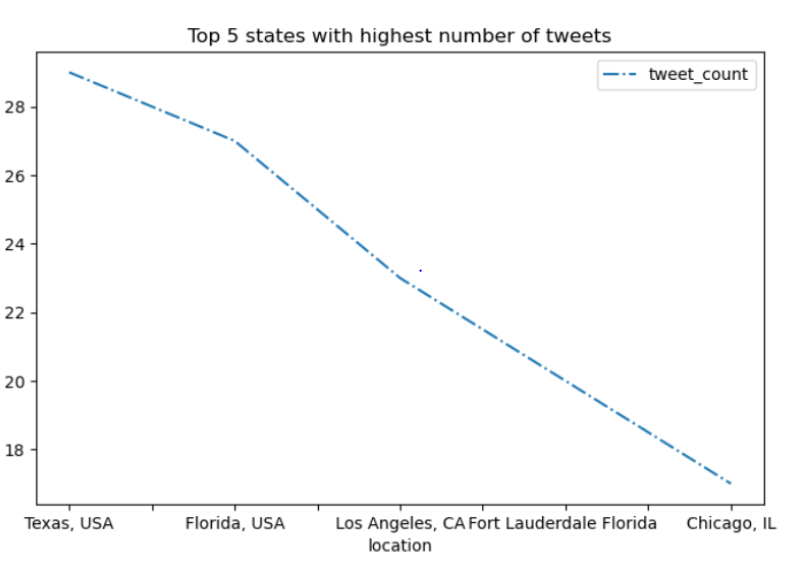 Top 5 states with highest number of tweets
tweet_count
28
26
24
22
20
18
Texas, USA Florida, USA Los Angeles, CA Fort Lauderdale Florida Chicago, IL
location